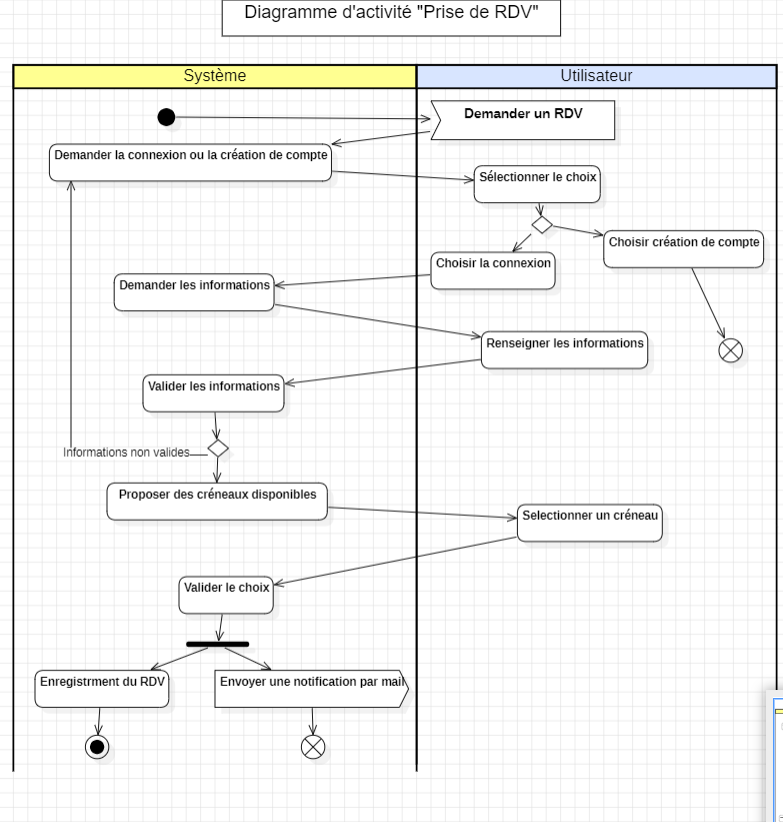 Diagramme d'activité "Prise de RDV"
Système
Utilisateur
Demander un RDV
Demander la connexion ou la création de compte
Sélectionner le choix
Choisir création de compte
Choisir la connexion
Demander les informations
Renseigner les informations
Valider les informations
Informations non valides
Proposer des créneaux disponibles
Selectionner un créneau
Valider le choix
Enregistrment du RDV
Envoyer une notification par mail